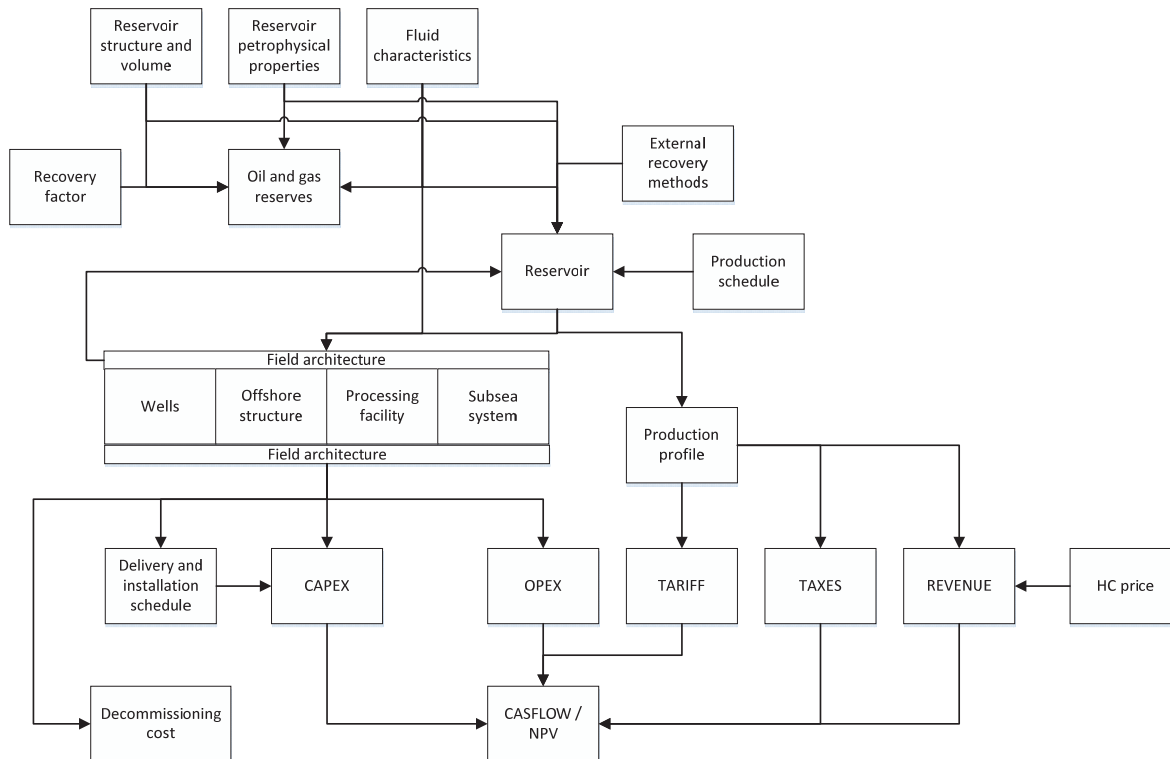 Reservoir
structure and
volume
Reservoir
petrophysical
properties
Fluid
characteristics
Recovery
factor
Oil and gas
reserves
External
recovery
methods
Reservoir
Production
schedule
Field architecture
Wells
Offshore
structure
Processing
facility
Subsea
system
Field architecture
Production
profile
Delivery and
installation
schedule
CAPEX
OPEX
TARIFF
TAXES
REVENUE
HC price
Decommissioning
cost
CASFLOW /
NPV